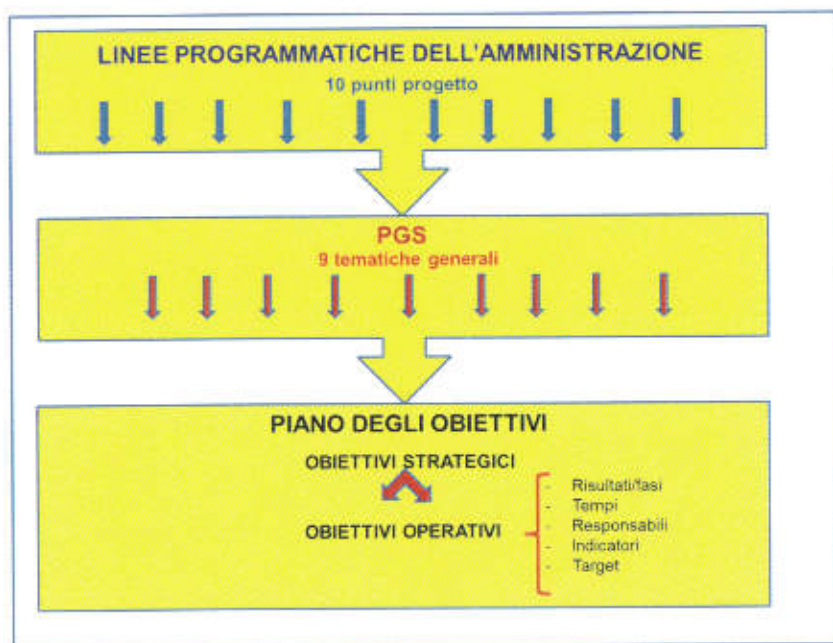 LINEE PROGRAMMATICHE DELL'AMMINISTRAZIONE
10 punti progetto
PGS
9 tematiche generali
PIANO DEGLI OBIETTIVI
OBIETTIVI STRATEGICI
OBIETTIVI OPERATIVI
- Risultati/fasi
- Tempi
- Responsabili
- Indicatori
- Target